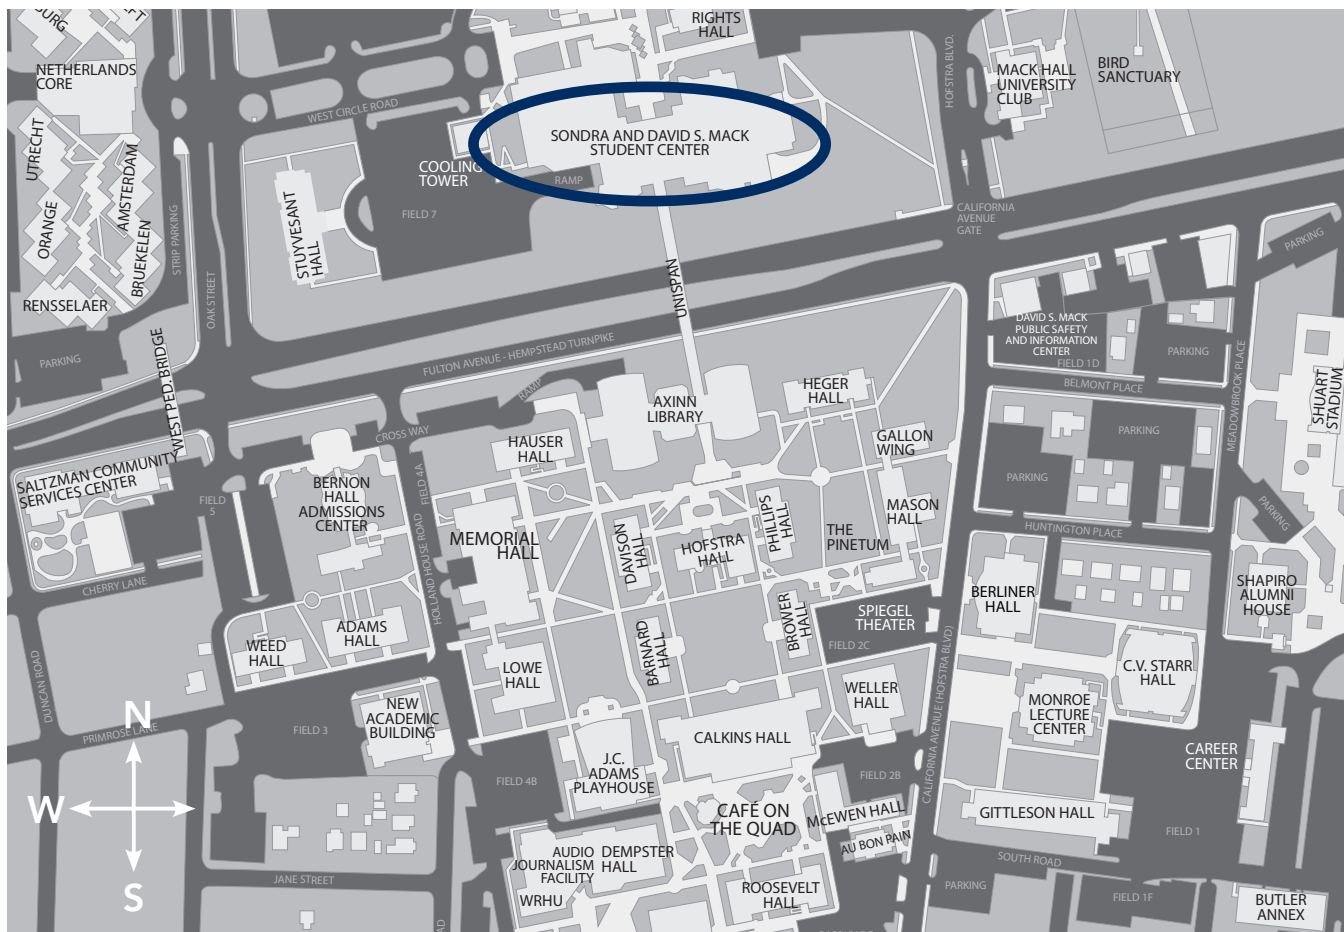 BURG
FT
RIGHTS
HALL
NETHERLANDS
CORE
WEST CIRCLE ROAD
HOFSTRA BLVD.
MACK HALL
UNIVERSITY
CLUB
BIRD
SANCTUARY
UTRECHT
AMSTERDAM
ORANGE
BRUEKELEN
RENSSELAER
SONDRA AND DAVID S. MACK
STUDENT CENTER
COOLING
TOWER
RAMP
FIELD 7
STUYVESANT
HALL
STRIP PARKING
OAK STREET
CALIFORNIA
AVENUE
GATE
PARKING
UNISPAN
DAVID S. MACK
PUBLIC SAFETY
AND INFORMATION
CENTER
FIELD 1D
PARKING
PARKING
WEST PED. BRIDGE
FULTON AVENUE - HEMPSTEAD TURNPIKE
BELMONT PLACE
MEADOWBROOK PLACE
SHUART
STADIUM
RAMP
AXINN
LIBRARY
HEGER
HALL
CROSS WAY
HAUSER
HALL
GALLON
WING
PARKING
SALTZMAN COMMUNITY
SERVICES CENTER
FIELD
5
BERNON
HALL
ADMISSIONS
CENTER
FIELD 4A
HOLLAND HOUSE ROAD
MEMORIAL
HALL
DAVISON
HALL
HOFSTRA
HALL
PHILLIPS
HALL
THE
PINETUM
MASON
HALL
PARKING
PARKING
HUNTINGTON PLACE
CHERRY LANE
BERLINER
HALL
SHAPIRO
ALUMNI
HOUSE
ADAMS
HALL
WEED
HALL
BARNARD
HALL
BROWER
HALL
SPIEGEL
THEATER
FIELD 2C
LOWE
HALL
WELLER
HALL
C.V. STARR
HALL
MONROE
LECTURE
CENTER
DUNCAN ROAD
PRIMROSE LANE
N
W
S
FIELD 3
NEW
ACADEMIC
BUILDING
CALKINS HALL
J.C.
ADAMS
PLAYHOUSE
FIELD 4B
FIELD 2B
CALIFORNIA AVENUE (HOFSTRA BLVD)
CAREER
CENTER
CAFÉ ON
THE QUAD
McEWEN HALL
AU BON PAIN
GITTLESON HALL
FIELD 1
AUDIO
JOURNALISM
FACILITY
DEMPSTER
HALL
WRHU
ROOSEVELT
HALL
SOUTH ROAD
PARKING
FIELD 1F
BUTLER
ANNEX
JANE STREET